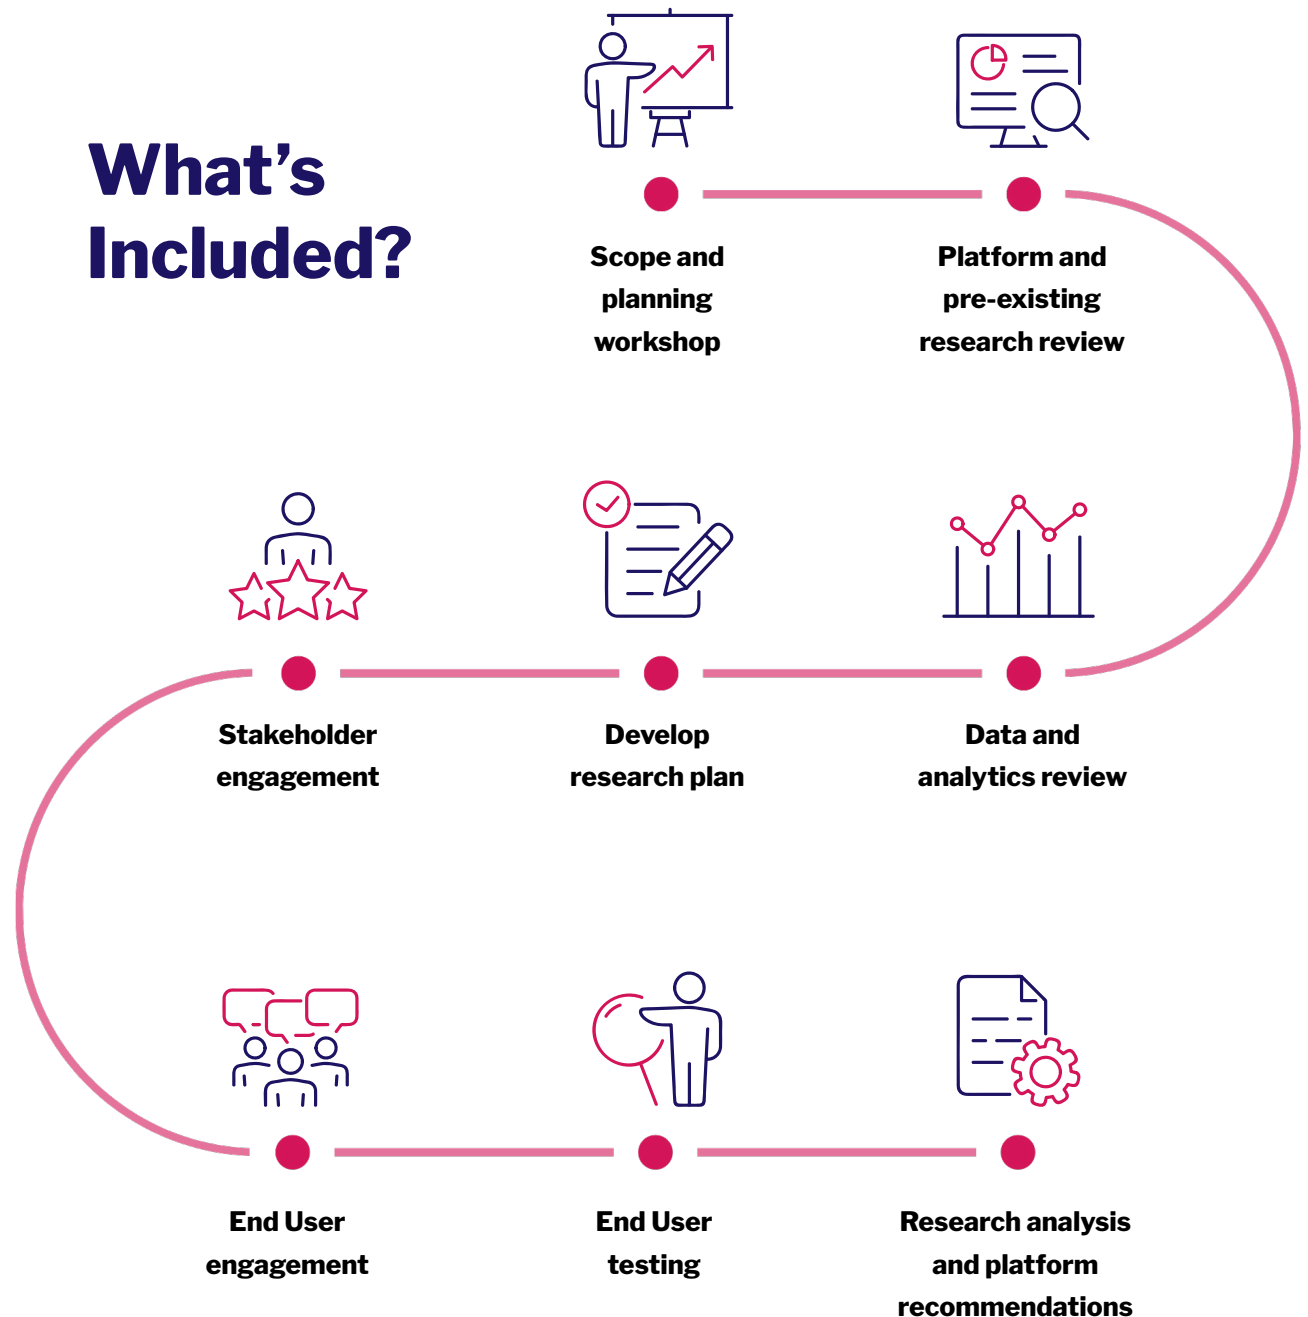 What’s
Included?
Scope and
planning
workshop
Platform and
pre-existing
research review
Data and
analytics review
Develop
research plan
Stakeholder
engagement
End User
engagement
End User
testing
Research analysis
and platform
recommendations